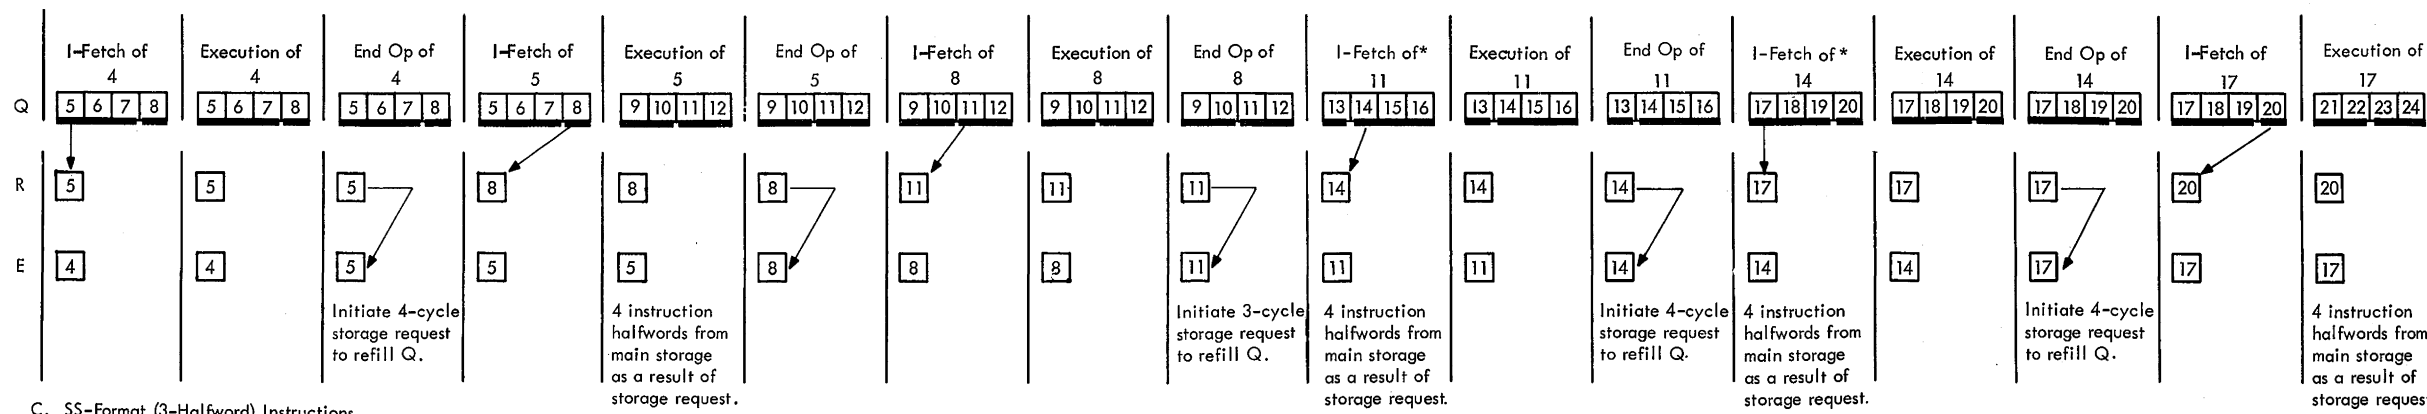 I-Fetch of Execution of End Op of I-Fetch of Execution of End Op of I-Fetch of Execution of End Op of I-Fetch of* Execution of End Op of I-Fetch of * Execution of End Op of I-Fetch of Execution of
4 4 4 5 5 5 8 8 8 11 11 11 14 14 14 17 17
Q 5 6 7 8 5 6 7 8 5 6 7 8 5 6 7 8 9 10 11 12 9 10 11 12 9 10 11 12 9 10 11 12 9 10 11 12 13 14 15 16 13 14 15 16 13 14 15 16 17 18 19 20 17 18 19 20 17 18 19 20 17 18 19 20 21 22 23 24
R 5 5 5 8 8 8 11 11 11 14 14 14 17 17 17 20 20
E 4 4 5 5 5 8 8 8 11 11 11 14 14 14 17 17 17
Initiate 4-cycle
storage request
to refill Q.
4 instruction
halfwords from
main storage
as a result of
storage request.
Initiate 3-cycle
storage request
to refill Q.
4 instruction
halfwords from
main storage
as a result of
storage request.
Initiate 4-cycle
storage request
to refill Q.
4 instruction
halfwords from
main storage
as a result of
storage request.
Initiate 4-cycle
storage request
to refill Q.
4 instruction
halfwords from
main storage
as a result of
storage reques
C. SS-Format (3-Halfword) Instructions